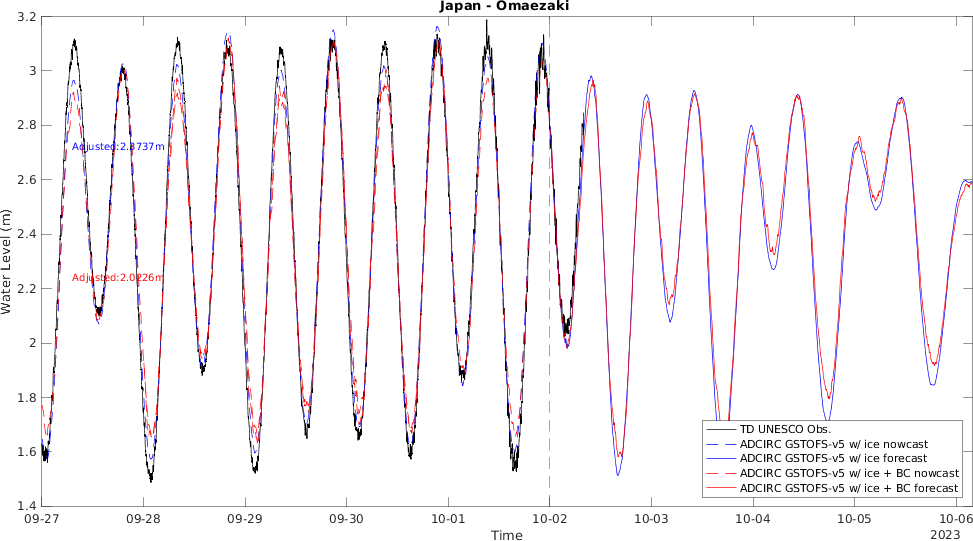 Japan - Omaezaki
3.2
3
2.8
2.6
2.4
2.2
2
1.8
1.6
1.4
Water Level (m)
Adjusted:2.3737m
Adjusted:2.0226m
TD UNESCO Obs.
ADCIRC GSTOFS-v5 w/ ice nowcast
ADCIRC GSTOFS-v5 w/ ice forecast
ADCIRC GSTOFS-v5 w/ ice + BC nowcast
ADCIRC GSTOFS-v5 w/ ice + BC forecast
09-27 09-28 09-29 09-30 10-01 10-02 10-03 10-04 10-05 10-06
2023
Time